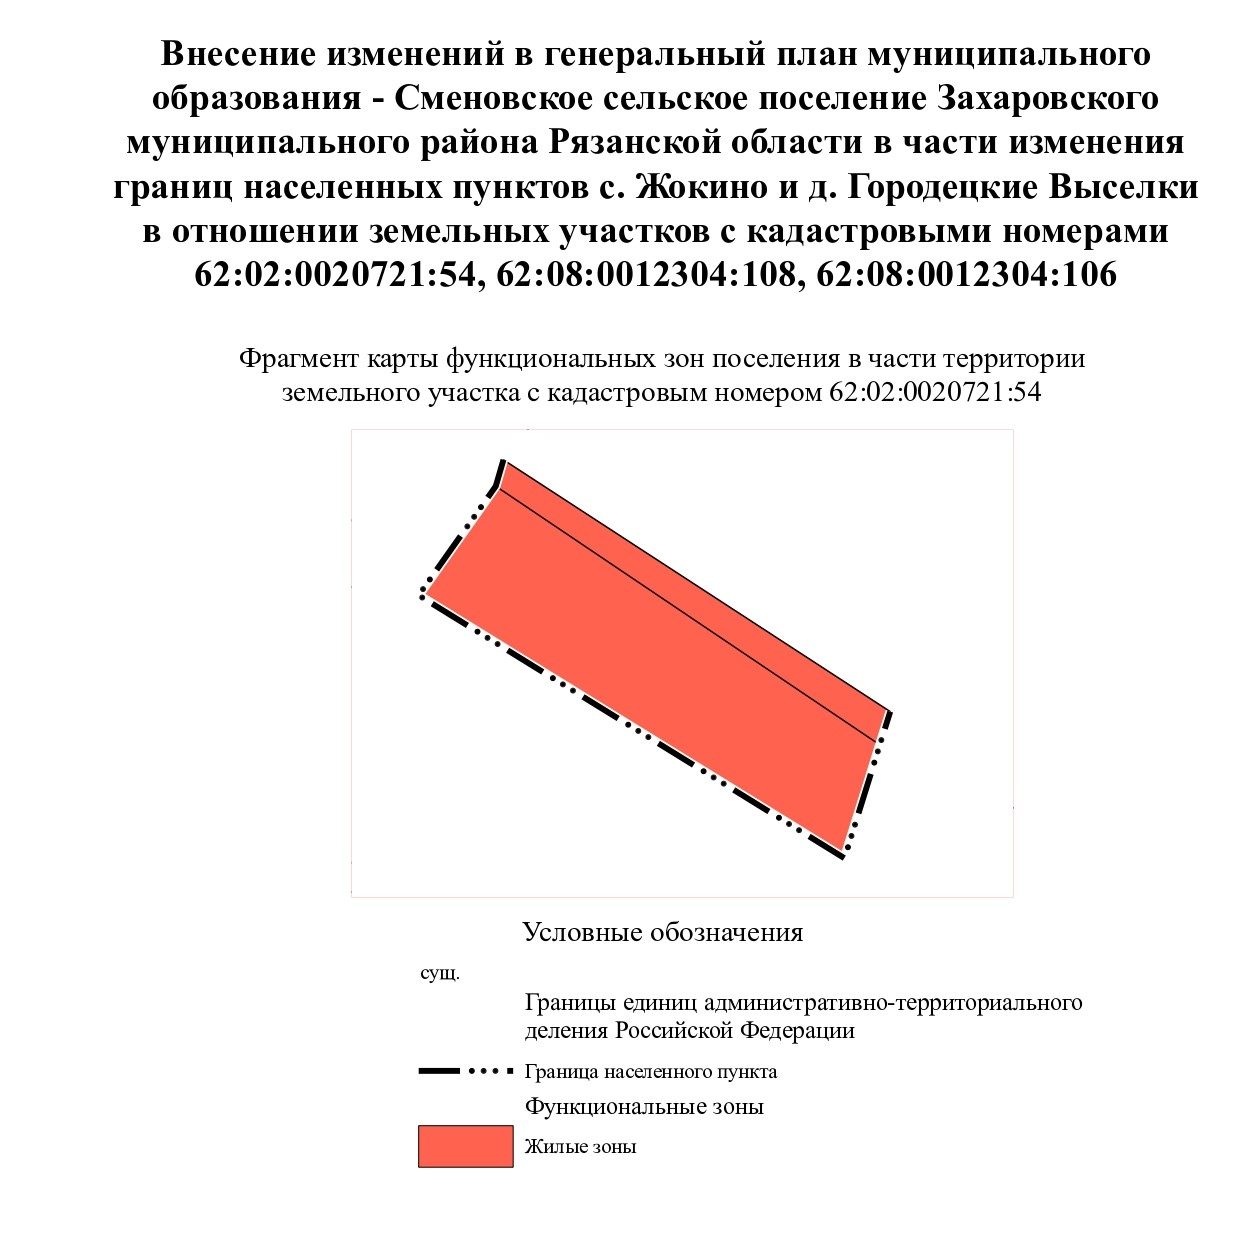 Внесение изменений в генеральный план муниципального
образования - Сменовское сельское поселение Захаровского
муниципального района Рязанской области в части изменения
границ населенных пунктов с. Жокино и д. Городецкие Выселки
в отношении земельных участков с кадастровыми номерами
62:02:0020721:54, 62:08:0012304:108, 62:08:0012304:106
Фрагмент карты функциональных зон поселения в части территории
земельного участка с кадастровым номером 62:02:0020721:54
Условные обозначения
сущ.
Границы единиц административно-территориального
деления Российской Федерации
Граница населенного пункта
Функциональные зоны
Жилые зоны